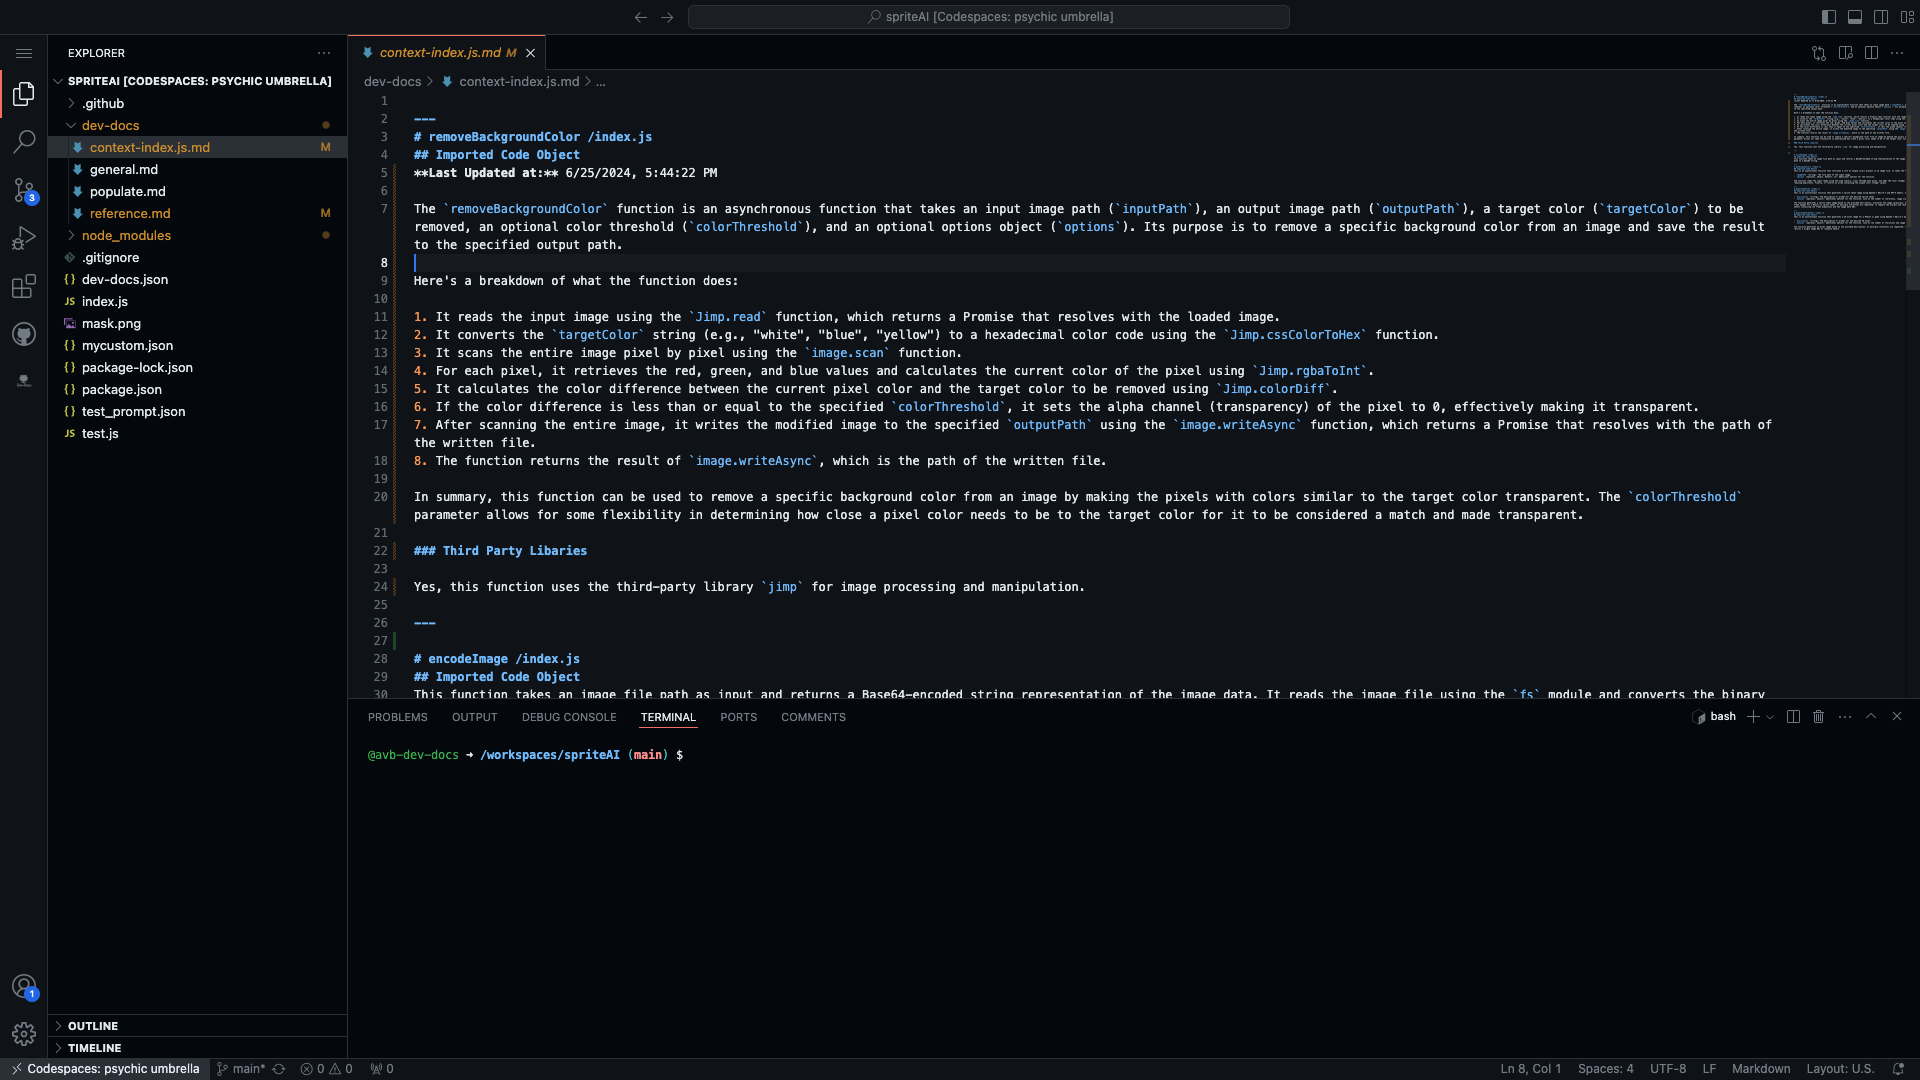 spriteAI [Codespaces: psychic umbrella]
EXPLORER
SPRITEAI [CODESPACES: PSYCHIC UMBRELLA]
.github
dev-docs
context-index.js.md M
general.md
populate.md
reference.md M
node_modules
.gitignore
{} dev-docs.json
JS index.js
mask.png
{} mycustom.json
{} package-lock.json
{} package.json
{} test_prompt.json
JS test.js
3
1
OUTLINE
TIMELINE
context-index.js.md M
dev-docs > context-index.js.md > ...
1
2 ---
3 # removeBackgroundColor /index.js
4 ## Imported Code Object
5 **Last Updated at:** 6/25/2024, 5:44:22 PM
6
7 The `removeBackgroundColor` function is an asynchronous function that takes an input image path (`inputPath`), an output image path (`outputPath`), a target color (`targetColor`) to be
removed, an optional color threshold (`colorThreshold`), and an optional options object (`options`). Its purpose is to remove a specific background color from an image and save the result
to the specified output path.
8
9 Here's a breakdown of what the function does:
10
11 1. It reads the input image using the `Jimp.read` function, which returns a Promise that resolves with the loaded image.
12 2. It converts the `targetColor` string (e.g., "white", "blue", "yellow") to a hexadecimal color code using the `Jimp.cssColorToHex` function.
13 3. It scans the entire image pixel by pixel using the `image.scan` function.
14 4. For each pixel, it retrieves the red, green, and blue values and calculates the current color of the pixel using `Jimp.rgbaToInt`.
15 5. It calculates the color difference between the current pixel color and the target color to be removed using `Jimp.colorDiff`.
16 6. If the color difference is less than or equal to the specified `colorThreshold`, it sets the alpha channel (transparency) of the pixel to 0, effectively making it transparent.
17 7. After scanning the entire image, it writes the modified image to the specified `outputPath` using the `image.writeAsync` function, which returns a Promise that resolves with the path of
the written file.
18 8. The function returns the result of `image.writeAsync`, which is the path of the written file.
19
20 In summary, this function can be used to remove a specific background color from an image by making the pixels with colors similar to the target color transparent. The `colorThreshold`
parameter allows for some flexibility in determining how close a pixel color needs to be to the target color for it to be considered a match and made transparent.
21
22 ### Third Party Libaries
23
24 Yes, this function uses the third-party library `jimp` for image processing and manipulation.
25
26 ---
27
28 # encodeImage /index.js
29 ## Imported Code Object
30 This function takes an image file path as input and returns a Base64-encoded string representation of the image data. It reads the image file using the `fs` module and converts the binary
PROBLEMS OUTPUT DEBUG CONSOLE TERMINAL PORTS COMMENTS
bash
@avb-dev-docs → /workspaces/spriteAI (main) $
Codespaces: psychic umbrella main* 0 0 0
Ln 8, Col 1 Spaces: 4 UTF-8 LF Markdown Layout: U.S.